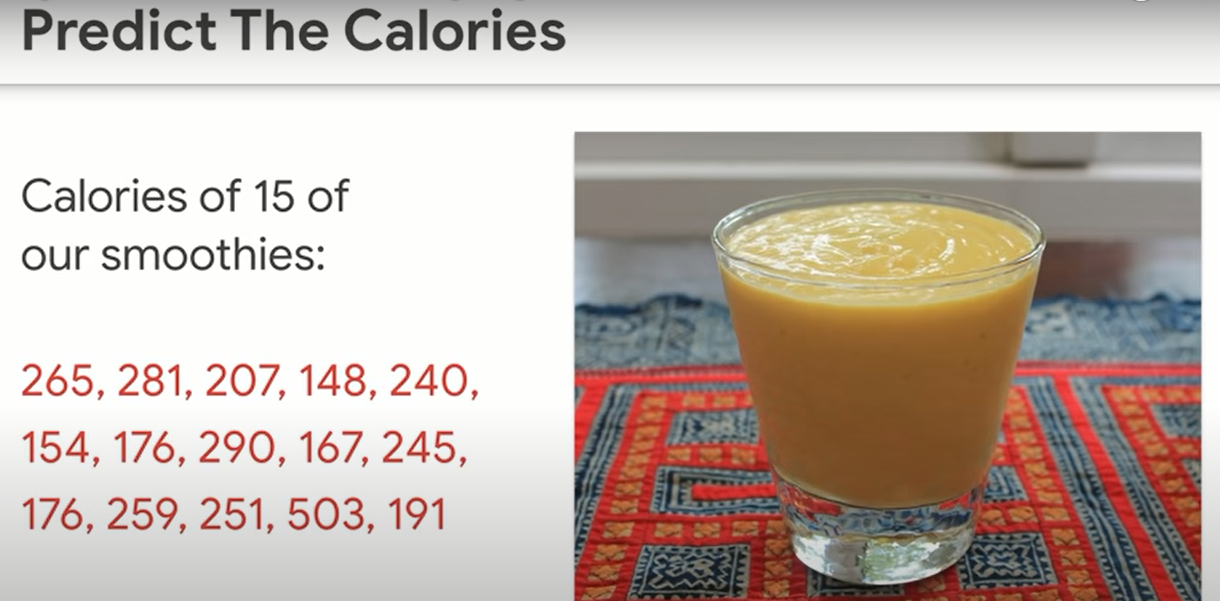 Predict The Calories
Calories of 15 of
our smoothies:
265, 281, 207, 148, 240,
154, 176, 290, 167, 245,
176, 259, 251, 503, 191